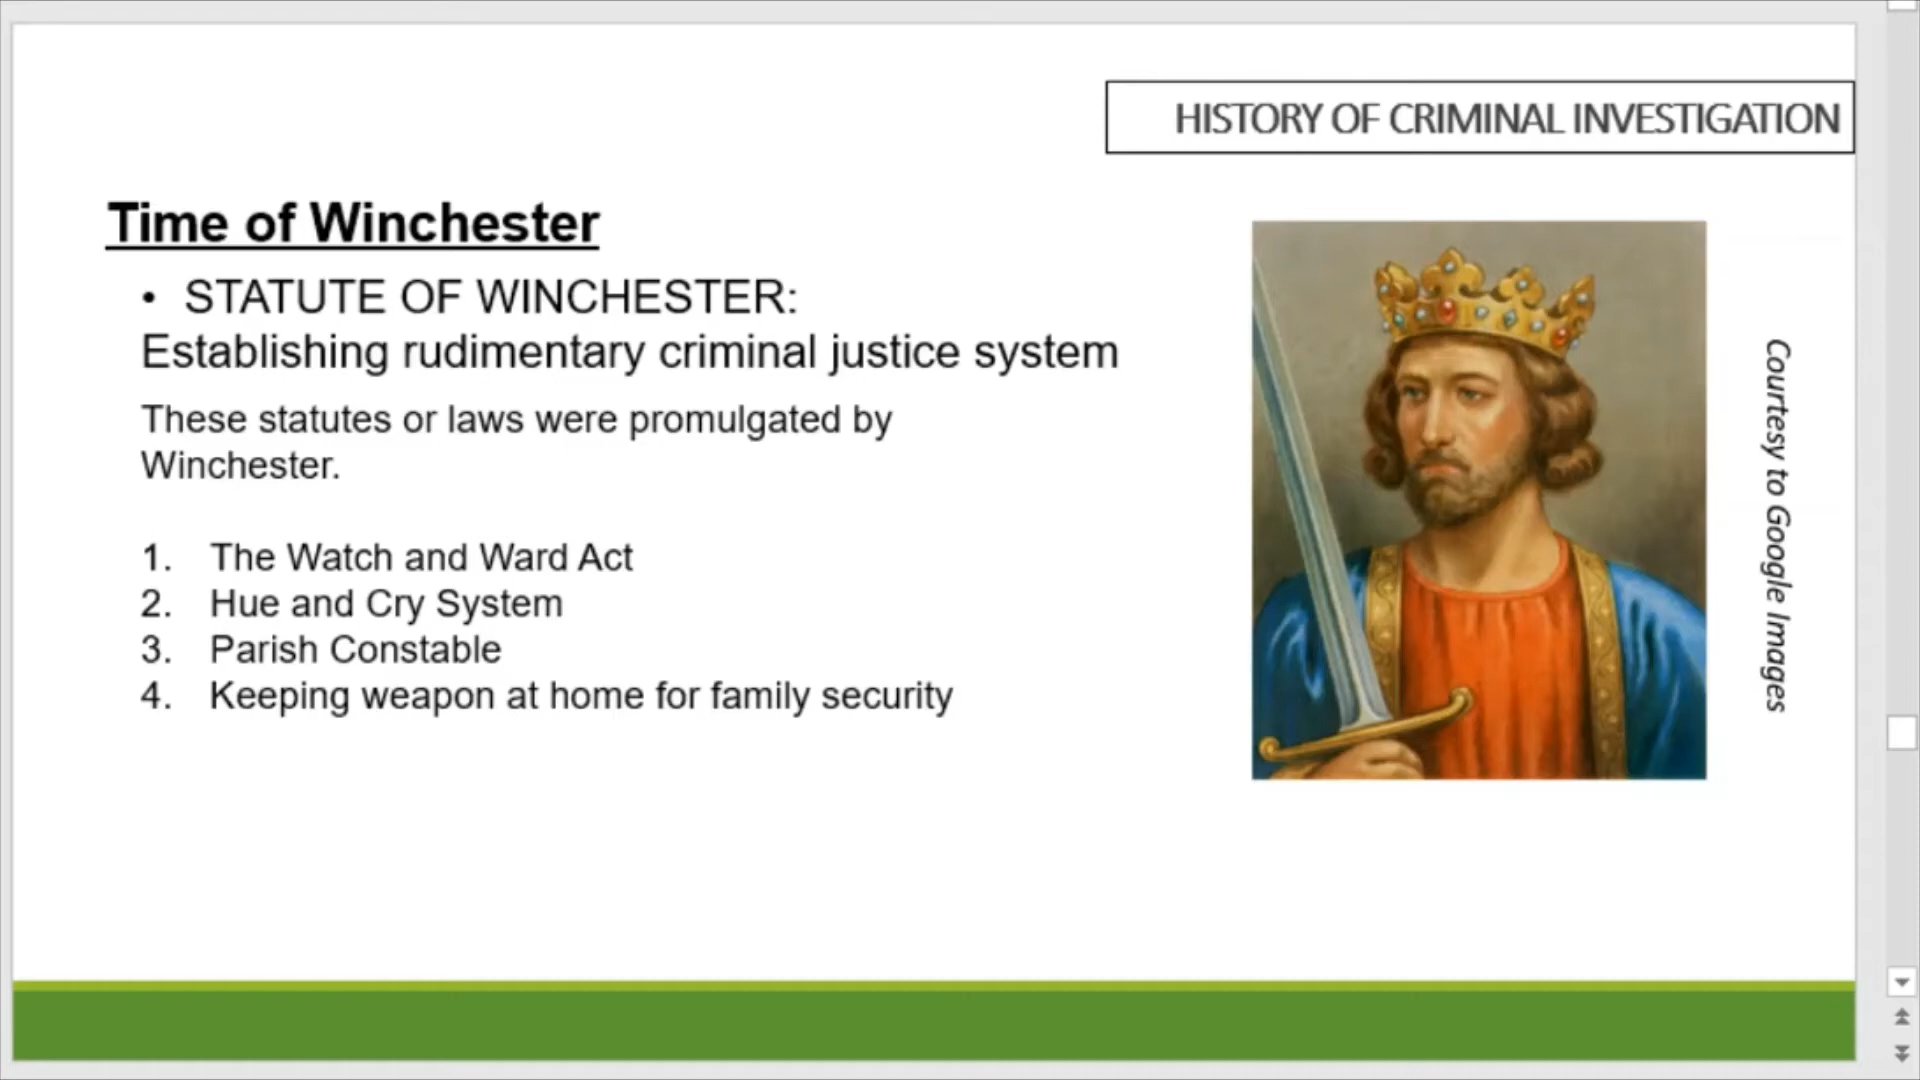 HISTORY OF CRIMINAL INVESTIGATION
Time of Winchester
• STATUTE OF WINCHESTER:
Establishing rudimentary criminal justice system
These statutes or laws were promulgated by
Winchester.
1. The Watch and Ward Act
2. Hue and Cry System
3. Parish Constable
4. Keeping weapon at home for family security
Courtesy to Google Images